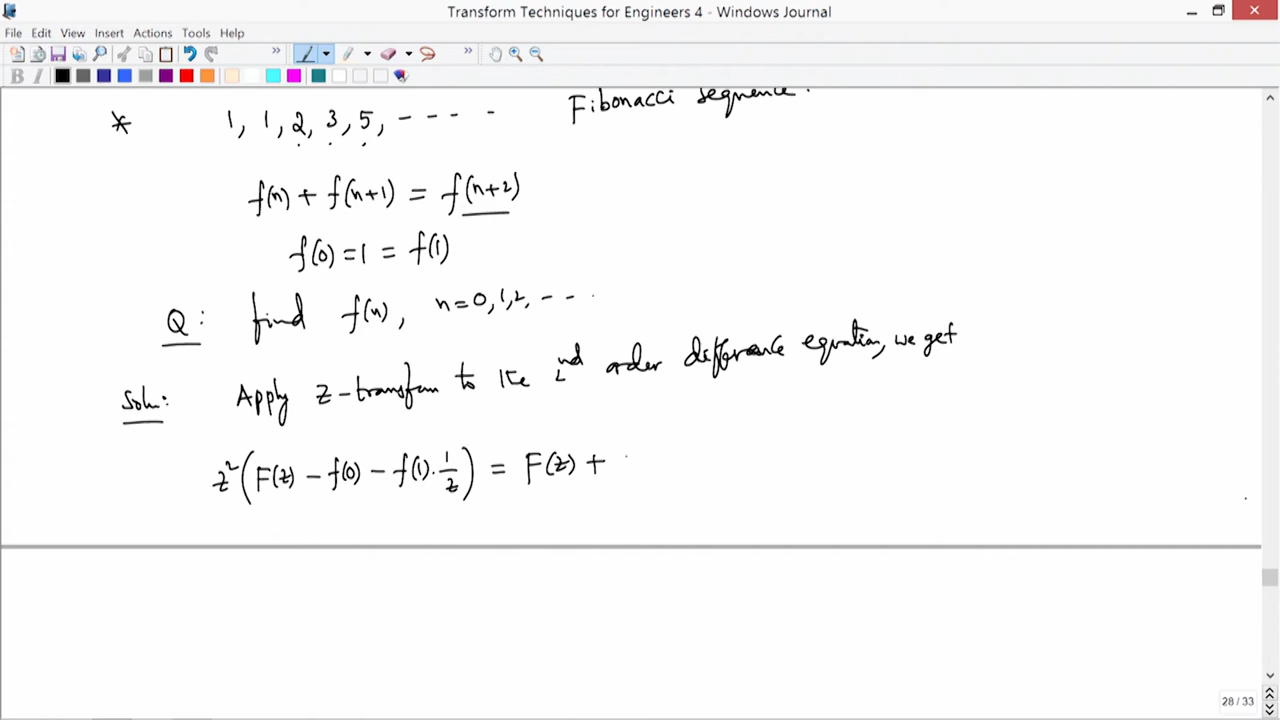 Transform Techniques for Engineers 4 - Windows Journal
File Edit View Insert Actions Tools Help
Fibonacci sequence.
* 1, 1, 2, 3, 5, - - - -
f(n) + f(n+1) = f(n+2)
f(0) = 1 = f(1)
Q: find f(n), n = 0, 1, 2, - - .
Soln: Apply z-transfom to the 2nd order difference equation, we get
z²(F(z) - f(0) - f(1)·1/z) = F(z) +
28 / 33